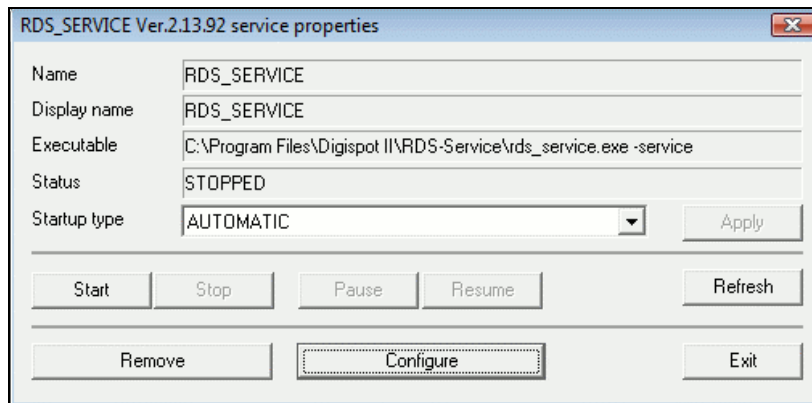 RDS_SERVICE Ver.2.13.92 service properties
Name RDS_SERVICE
Display name RDS_SERVICE
Executable C:\Program Files\Digispot II\RDS-Service\rds_service.exe -service
Status STOPPED
Startup type AUTOMATIC Apply
Start Stop Pause Resume Refresh
Remove Configure Exit